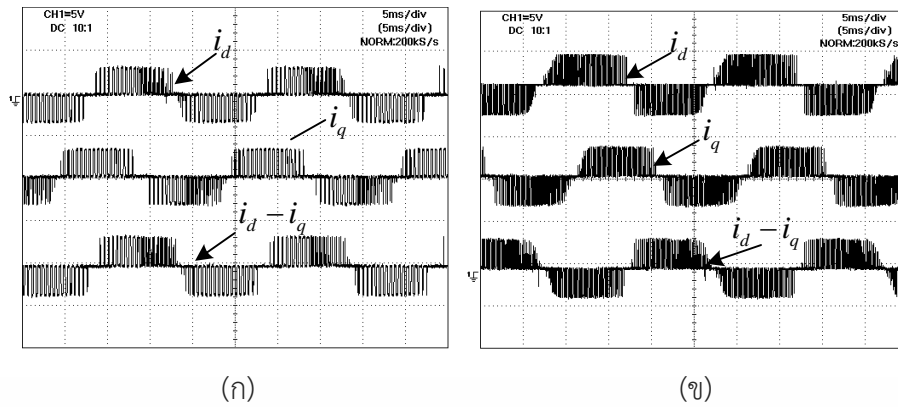 CH1=5V
DC 10:1
5ms/div
(5ms/div)
NORM:200kS/s
i_d
i_q
i_d – i_q
CH1=5V
DC 10:1
5ms/div
(5ms/div)
NORM:200kS/s
i_d
i_q
i_d – i_q
(ก)
(ข)